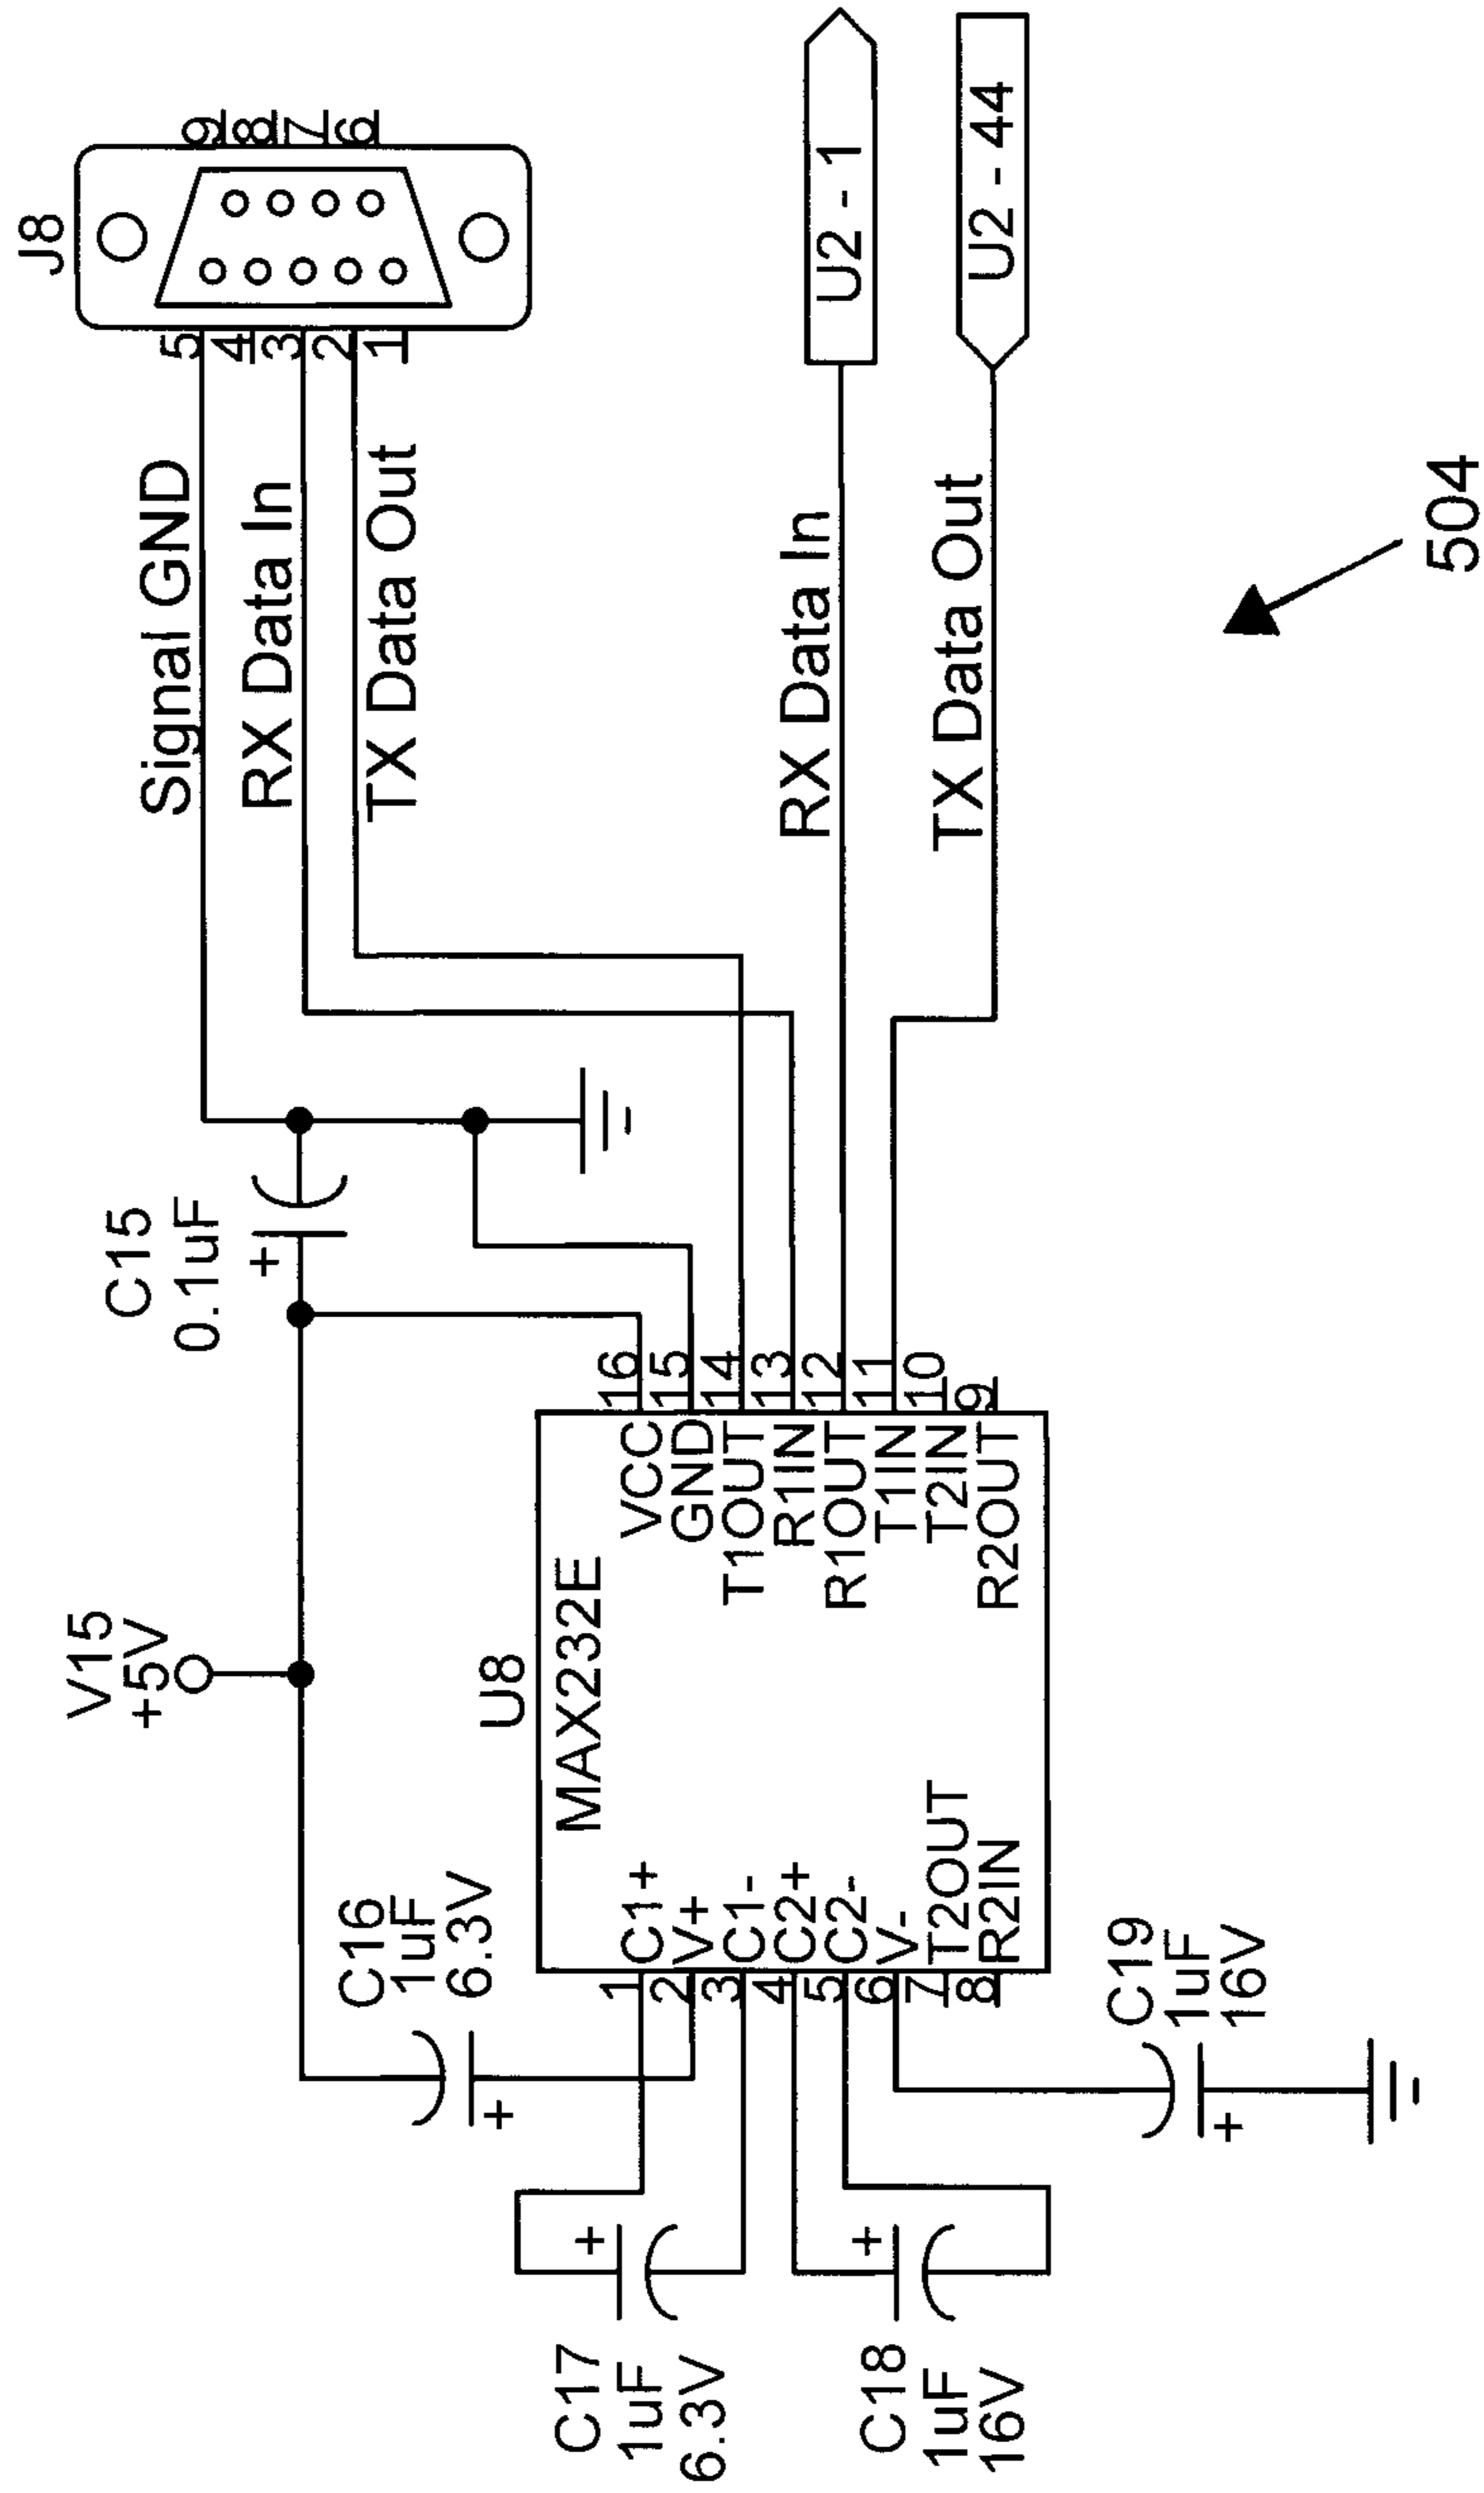 V15
+5V
C15
0.1uF
+
Signal GND
RX Data In
TX Data Out
J8
5
4
3
2
1
9
8
7
6
C16
1uF
6.3V
+
U8
MAX232E
C17
1uF
6.3V
+
C18
1uF
16V
+
1
2
3
4
5
6
7
8
C1+
V+
C1-
C2+
C2-
V-
T2OUT
R2IN
VCC
GND
T1OUT
R1IN
R1OUT
T1IN
T2IN
R2OUT
16
15
14
13
12
11
10
9
RX Data In
U2 - 1
TX Data Out
U2 - 44
C19
1uF
16V
+
504